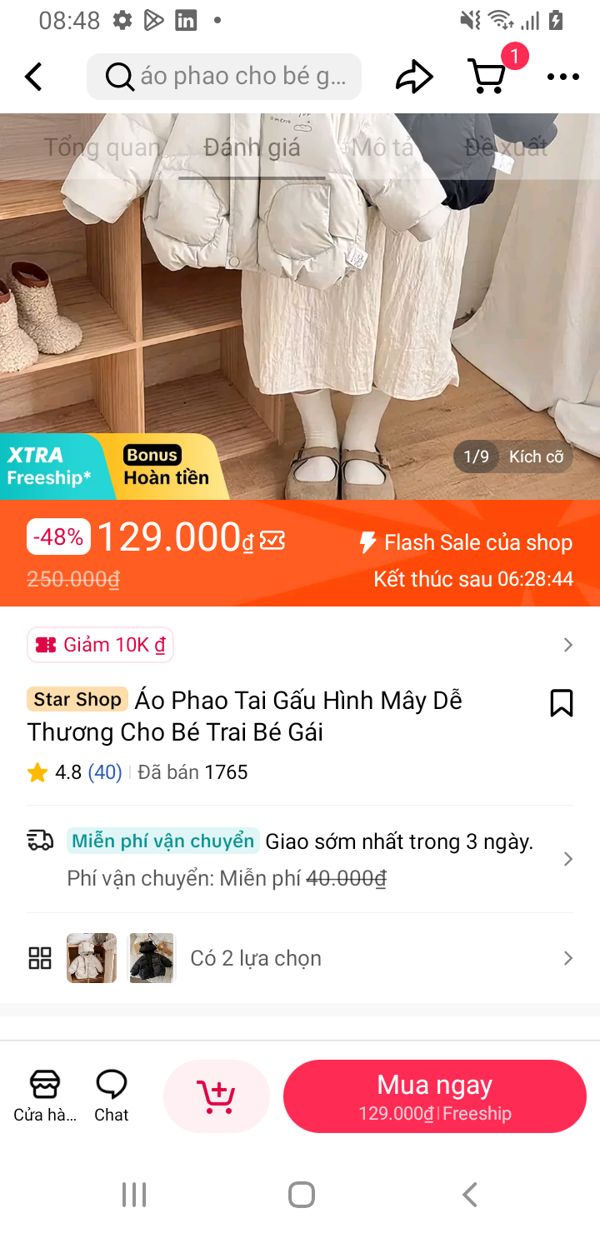 08:48
áo phao cho bé g...
1
Tổng quan Đánh giá Mô tả Đề xuất
XTRA
Freeship*
Bonus
Hoàn tiền
1/9 Kích cỡ
-48% 129.000₫
Flash Sale của shop
250.000₫
Kết thúc sau 06:28:44
Giảm 10K ₫
Star Shop Áo Phao Tai Gấu Hình Mây Dễ
Thương Cho Bé Trai Bé Gái
4.8 (40) Đã bán 1765
Miễn phí vận chuyển Giao sớm nhất trong 3 ngày.
Phí vận chuyển: Miễn phí 40.000₫
Có 2 lựa chọn
Cửa hà... Chat
Mua ngay
129.000₫ | Freeship